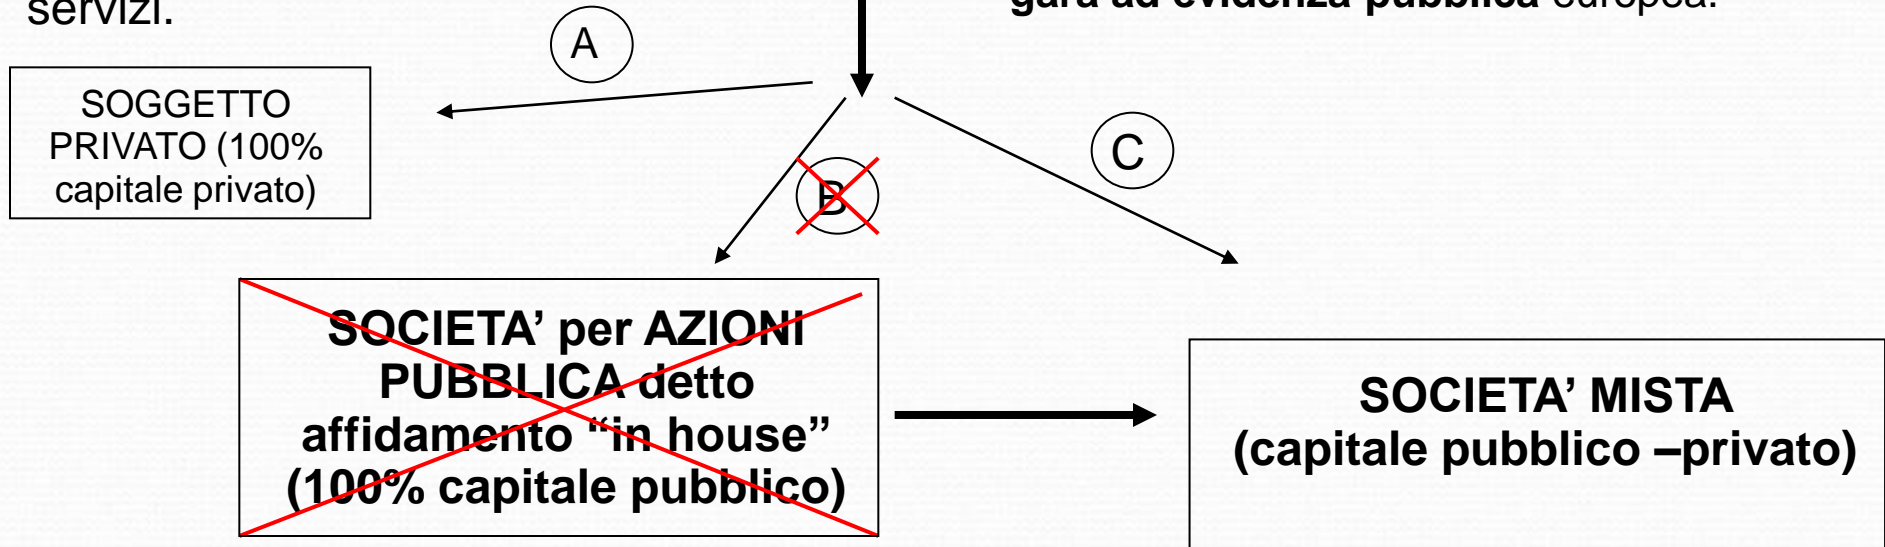 servizi.
gara ad evidenza pubblica europea.
A
SOGGETTO
PRIVATO (100%
capitale privato)
B
C
SOCIETA’ per AZIONI
PUBBLICA detto
affidamento “in house”
(100% capitale pubblico)
SOCIETA’ MISTA
(capitale pubblico –privato)